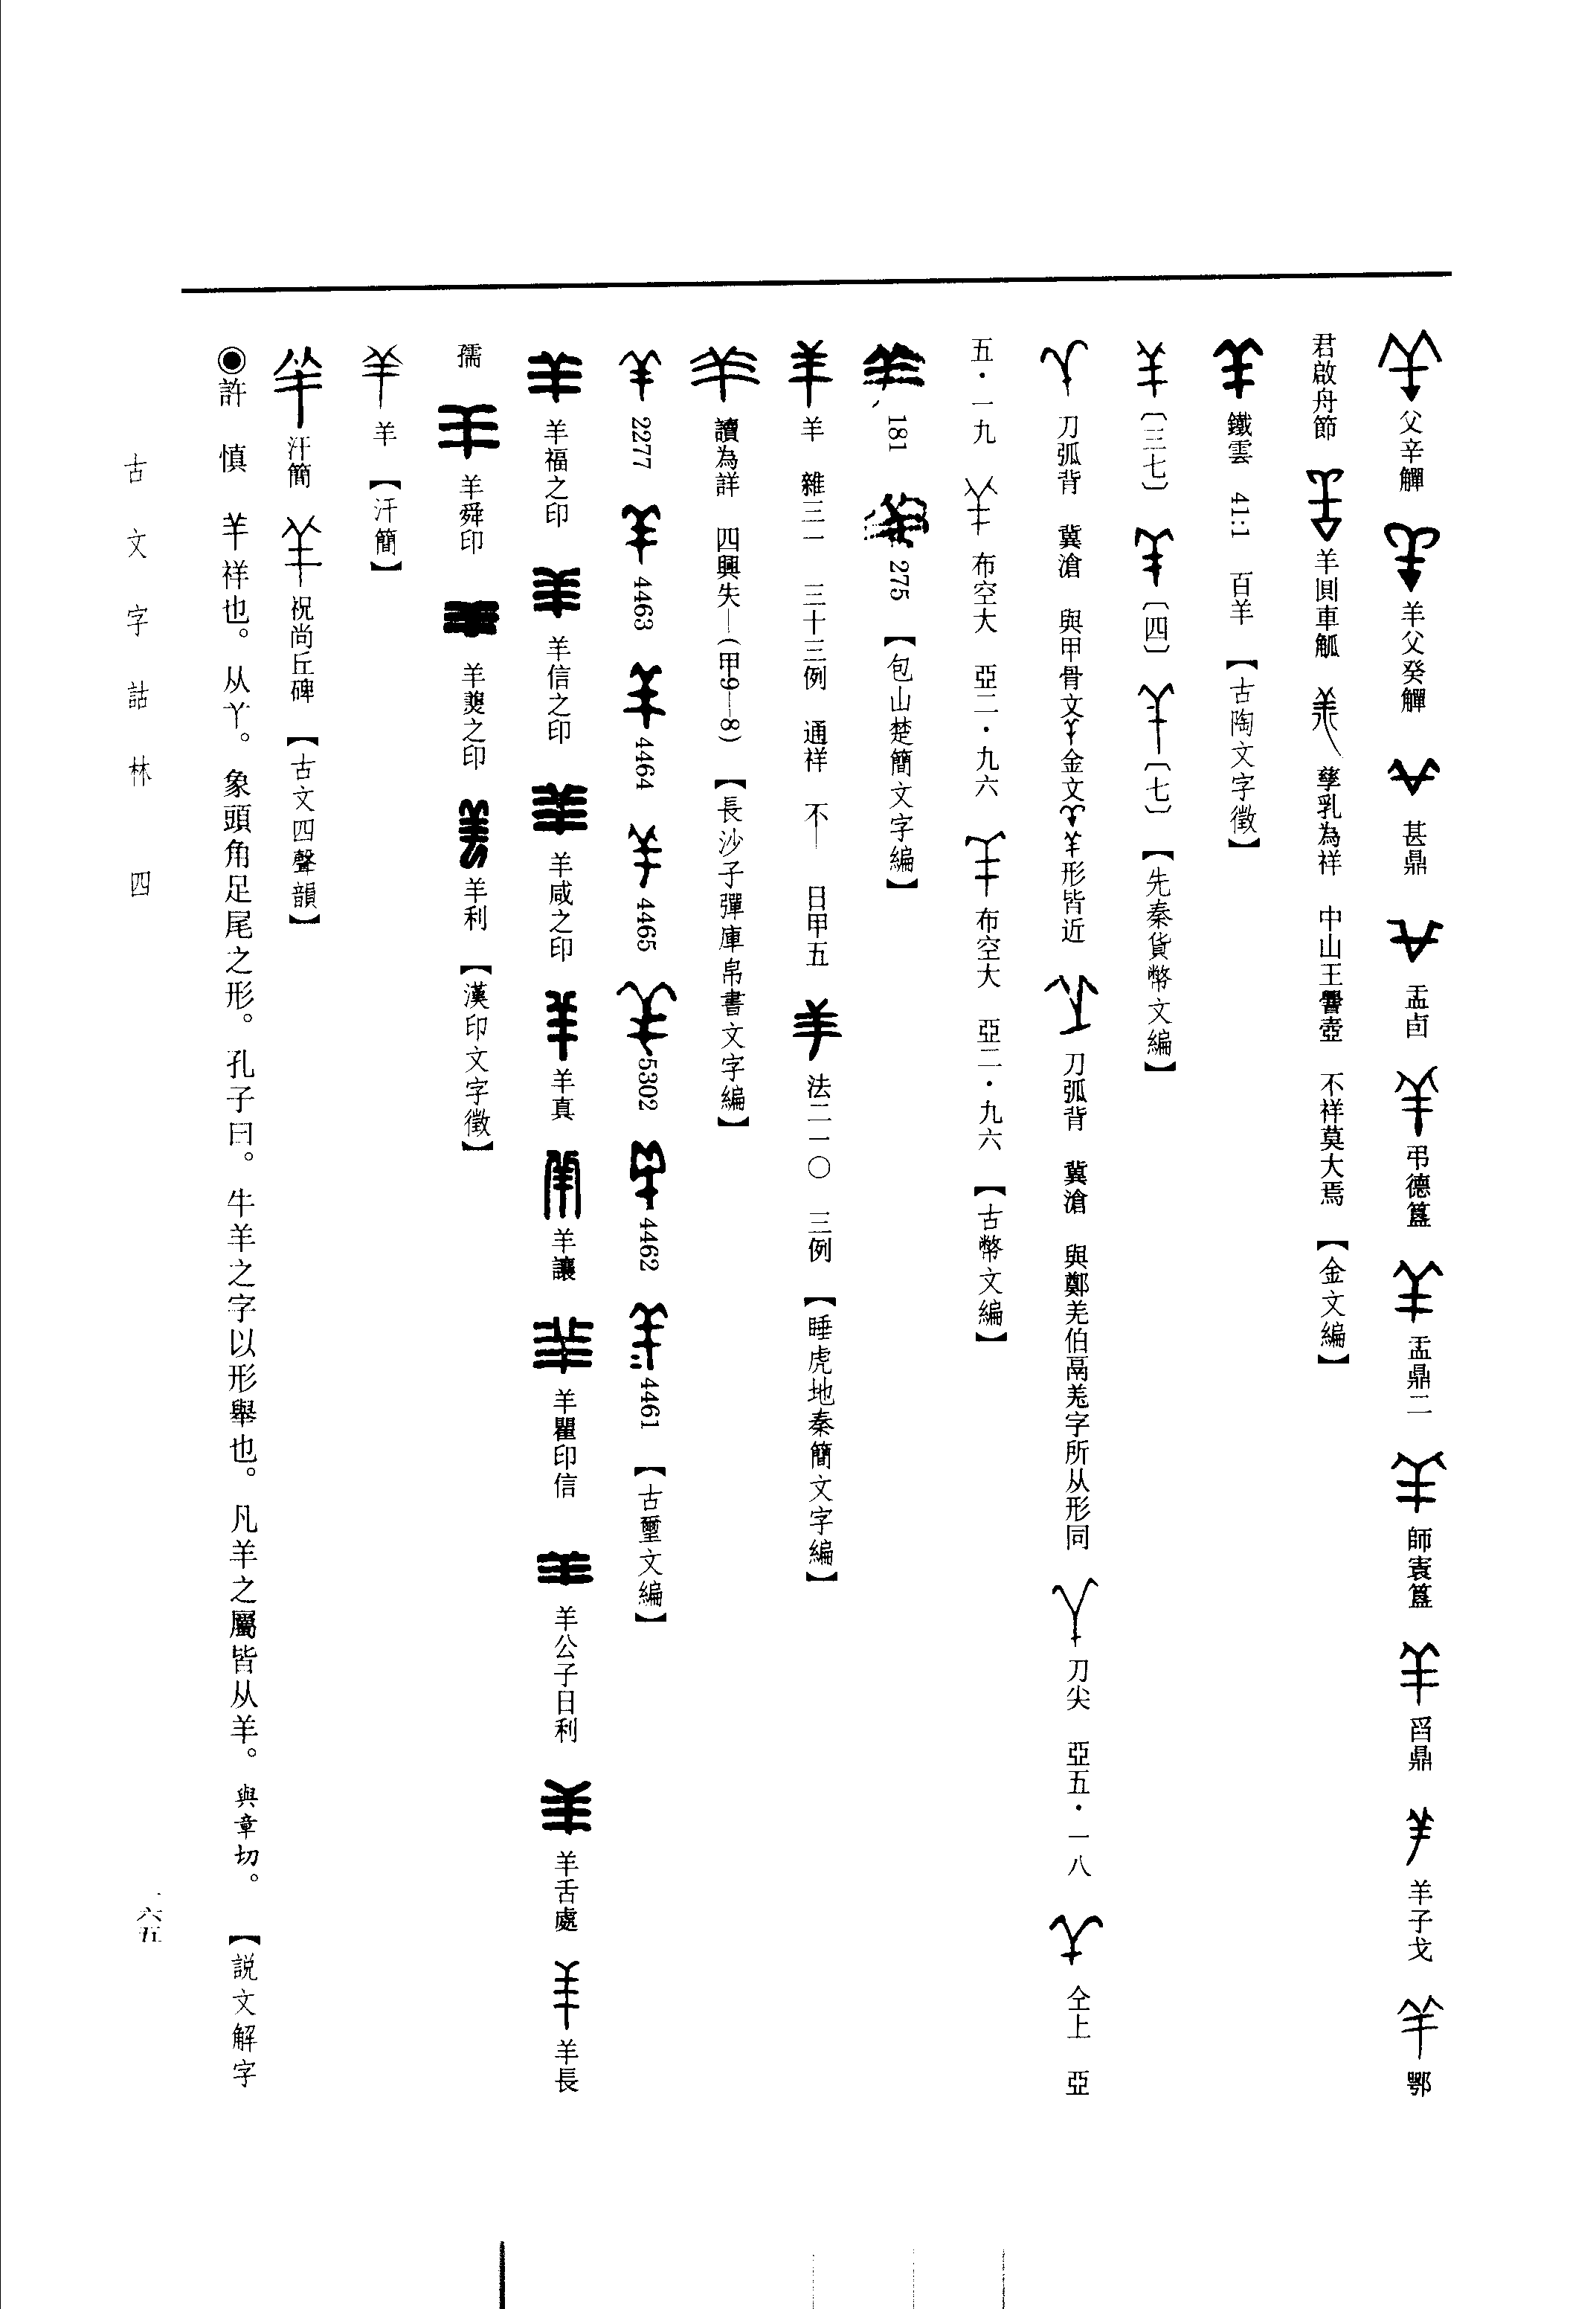 父辛觶 羊父癸觶 甚鼎 盂卣 弔德簋 盂鼎二 師寰簋 舀鼎 羊子戈 鄂
君啟舟節 羊圓車觚 孳乳為祥 中山王䶂壺 不祥莫大焉 【金文編】
鐵雲 41:1 百羊 【古陶文字徵】
〔三七〕 〔四〕 〔七〕 【先秦貨幣文編】
刀弧背 冀滄 與甲骨文金文形皆近 刀弧背 冀滄 與鄭羌伯鬲羌字所从形同 刀尖 亞五·一八 仝上 亞
五·一九 布空大 亞二·九六 布空大 亞二·九六 【古幣文編】
181 275 【包山楚簡文字編】
羊 雜三一 三十三例 通祥 不— 日甲五 法二一〇 三例 【睡虎地秦簡文字編】
讀為詳 四興失—(甲9—8) 【長沙子彈庫帛書文字編】
2277 4463 4464 4465 5302 4462 4461 【古璽文編】
羊福之印 羊信之印 羊咸之印 羊真 羊讓 羊瞿印信 羊公子日利 羊舌處 羊長
孺 羊舜印 羊之印 羊利 【漢印文字徵】
羊 【汗簡】
汗簡 祝尚丘碑 【古文四聲韻】
◉許 慎 羊祥也。从𦫳。象頭角足尾之形。孔子曰。牛羊之字以形舉也。凡羊之屬皆从羊。與章切。 【説文解字
古文字詁林 四
一六五